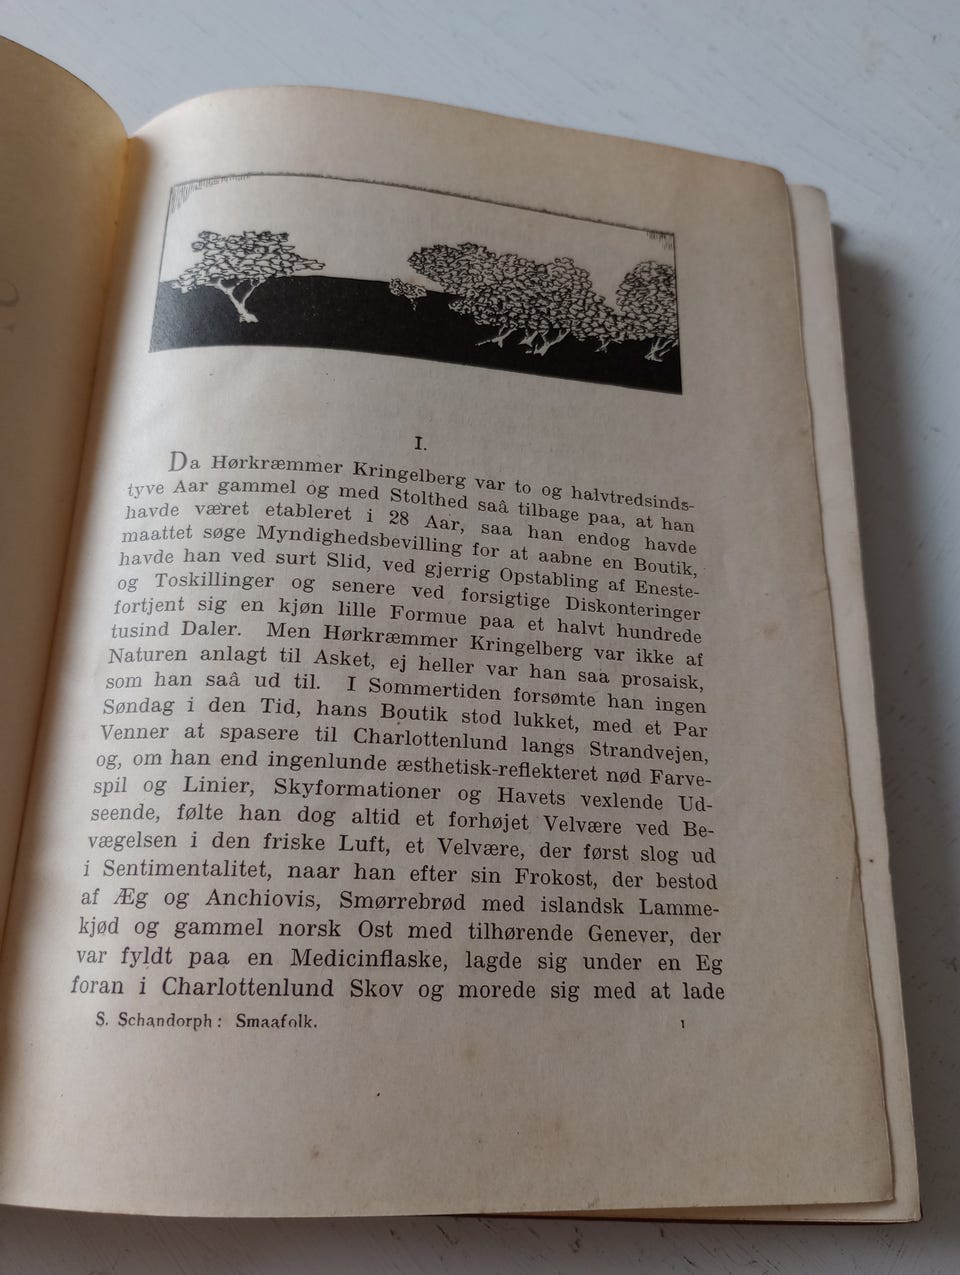 I.
Da Hørkræmmer Kringelberg var to og halvtredsinds-
tyve Aar gammel og med Stolthed saâ tilbage paa, at han
havde været etableret i 28 Aar, saa han endog havde
maattet søge Myndighedsbevilling for at aabne en Boutik,
havde han ved surt Slid, ved gjerrig Opstabling af Eneste-
og Toskillinger og senere ved forsigtige Diskonteringer
fortjent sig en kjøn lille Formue paa et halvt hundrede
tusind Daler. Men Hørkræmmer Kringelberg var ikke af
Naturen anlagt til Asket, ej heller var han saa prosaisk,
som han saâ ud til. I Sommertiden forsømte han ingen
Søndag i den Tid, hans Boutik stod lukket, med et Par
Venner at spasere til Charlottenlund langs Strandvejen,
og, om han end ingenlunde æsthetisk-reflekteret nød Farve-
spil og Linier, Skyformationer og Havets vexlende Ud-
seende, følte han dog altid et forhøjet Velvære ved Be-
vægelsen i den friske Luft, et Velvære, der først slog ud
i Sentimentalitet, naar han efter sin Frokost, der bestod
af Æg og Anchiovis, Smørrebrød med islandsk Lamme-
kjød og gammel norsk Ost med tilhørende Genever, der
var fyldt paa en Medicinflaske, lagde sig under en Eg
foran i Charlottenlund Skov og morede sig med at lade
S. Schandorph: Smaafolk. 1